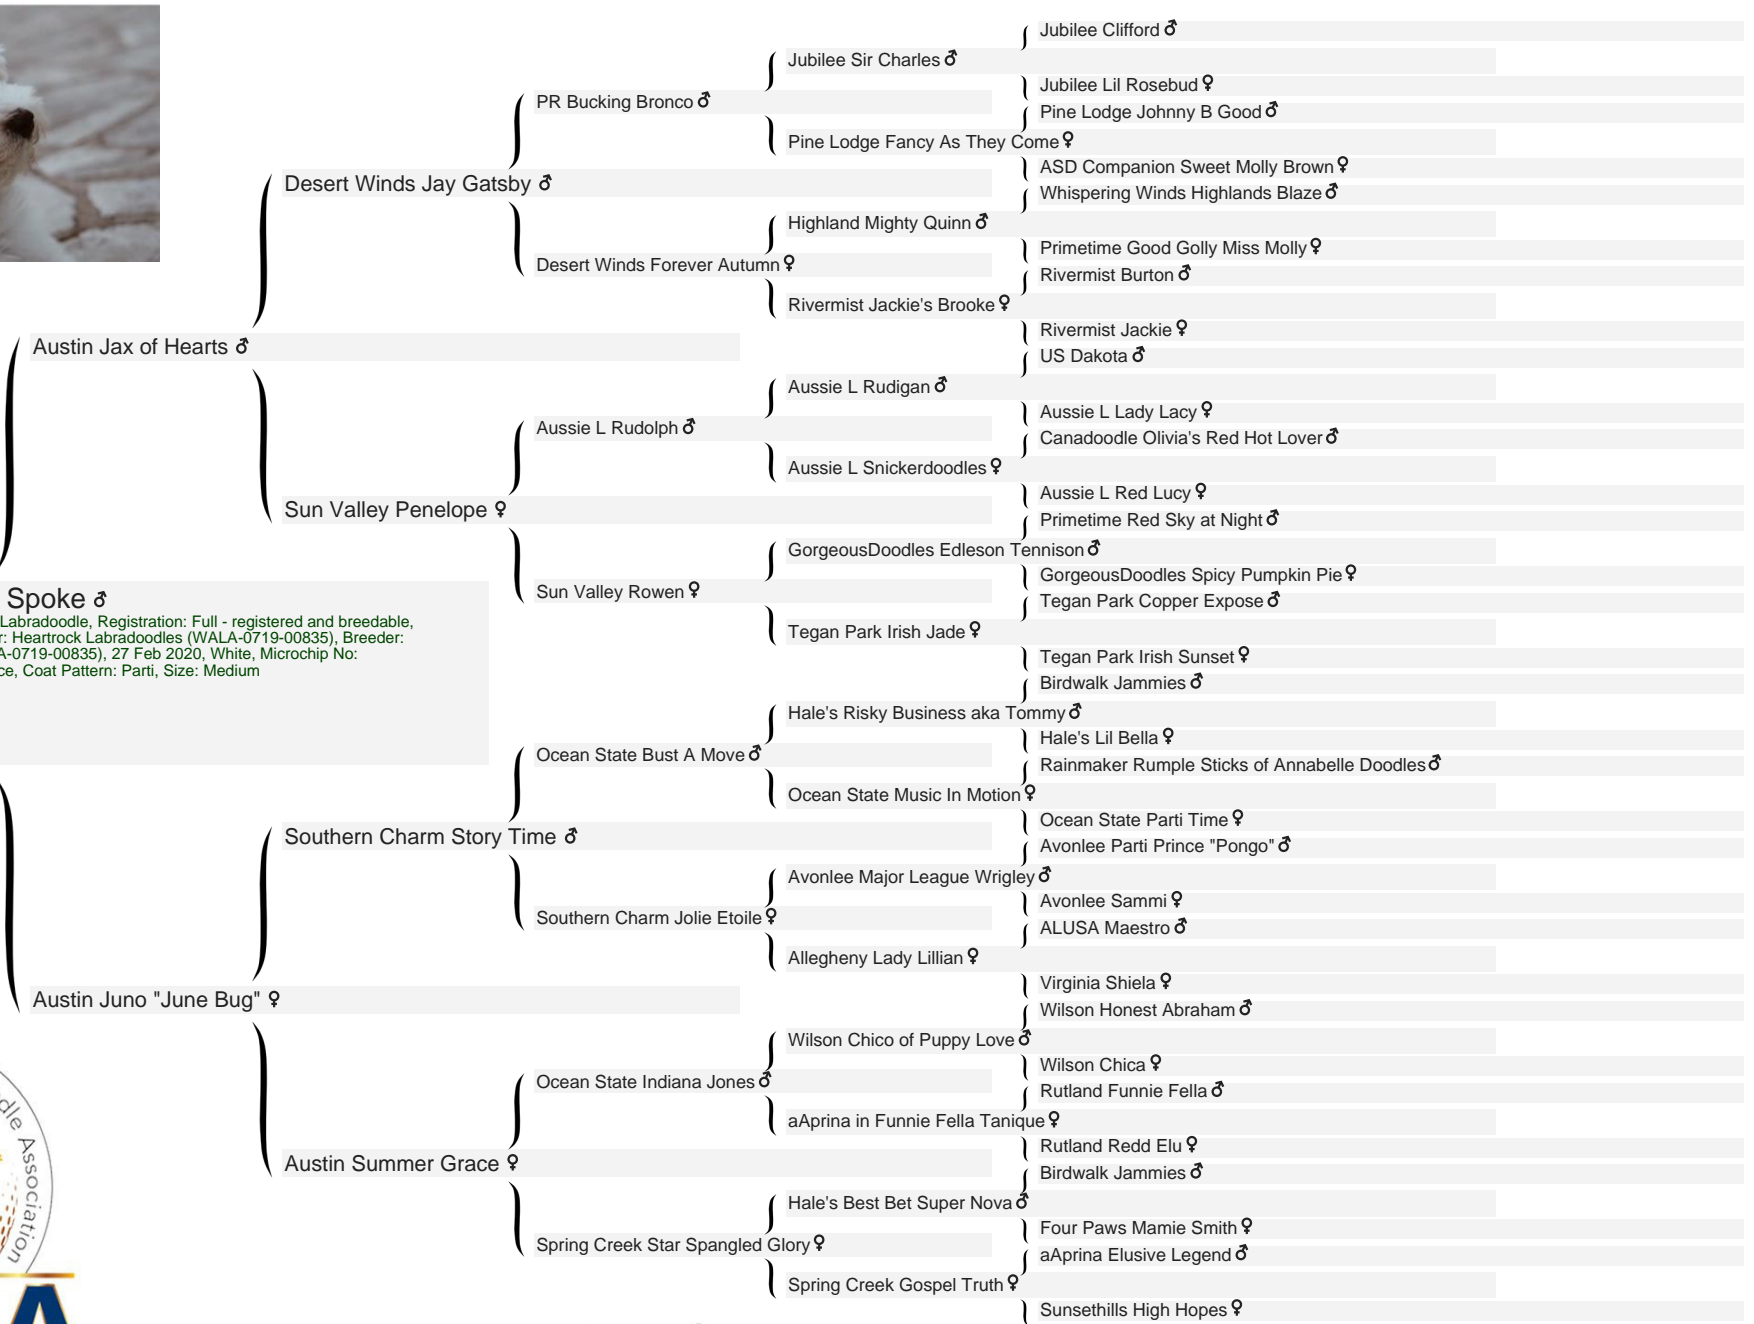 Jubilee Clifford ♂
Jubilee Sir Charles ♂
Jubilee Lil Rosebud ♀
PR Bucking Bronco ♂
Pine Lodge Johnny B Good ♂
Pine Lodge Fancy As They Come ♀
ASD Companion Sweet Molly Brown ♀
Desert Winds Jay Gatsby ♂
Whispering Winds Highlands Blaze ♂
Highland Mighty Quinn ♂
Primetime Good Golly Miss Molly ♀
Desert Winds Forever Autumn ♀
Rivermist Burton ♂
Rivermist Jackie's Brooke ♀
Rivermist Jackie ♀
Austin Jax of Hearts ♂
US Dakota ♂
Aussie L Rudigan ♂
Aussie L Lady Lacy ♀
Aussie L Rudolph ♂
Canadoodle Olivia's Red Hot Lover ♂
Aussie L Snickerdoodles ♀
Aussie L Red Lucy ♀
Sun Valley Penelope ♀
Primetime Red Sky at Night ♂
GorgeousDoodles Edleson Tennison ♂
GorgeousDoodles Spicy Pumpkin Pie ♀
Sun Valley Rowen ♀
Tegan Park Copper Expose ♂
Tegan Park Irish Jade ♀
Tegan Park Irish Sunset ♀
Spoke ♂
Labradoodle, Registration: Full - registered and breedable,
r: Heartrock Labradoodles (WALA-0719-00835), Breeder:
A-0719-00835), 27 Feb 2020, White, Microchip No:
ce, Coat Pattern: Parti, Size: Medium
Birdwalk Jammies ♂
Hale's Risky Business aka Tommy ♂
Hale's Lil Bella ♀
Ocean State Bust A Move ♂
Rainmaker Rumple Sticks of Annabelle Doodles ♂
Ocean State Music In Motion ♀
Ocean State Parti Time ♀
Southern Charm Story Time ♂
Avonlee Parti Prince "Pongo" ♂
Avonlee Major League Wrigley ♂
Avonlee Sammi ♀
Southern Charm Jolie Etoile ♀
ALUSA Maestro ♂
Allegheny Lady Lillian ♀
Virginia Shiela ♀
Austin Juno "June Bug" ♀
Wilson Honest Abraham ♂
Wilson Chico of Puppy Love ♂
Wilson Chica ♀
Ocean State Indiana Jones ♂
Rutland Funnie Fella ♂
aAprina in Funnie Fella Tanique ♀
Rutland Redd Elu ♀
Austin Summer Grace ♀
Birdwalk Jammies ♂
Hale's Best Bet Super Nova ♂
Four Paws Mamie Smith ♀
Spring Creek Star Spangled Glory ♀
aAprina Elusive Legend ♂
Spring Creek Gospel Truth ♀
Sunsethills High Hopes ♀
dle Association
A